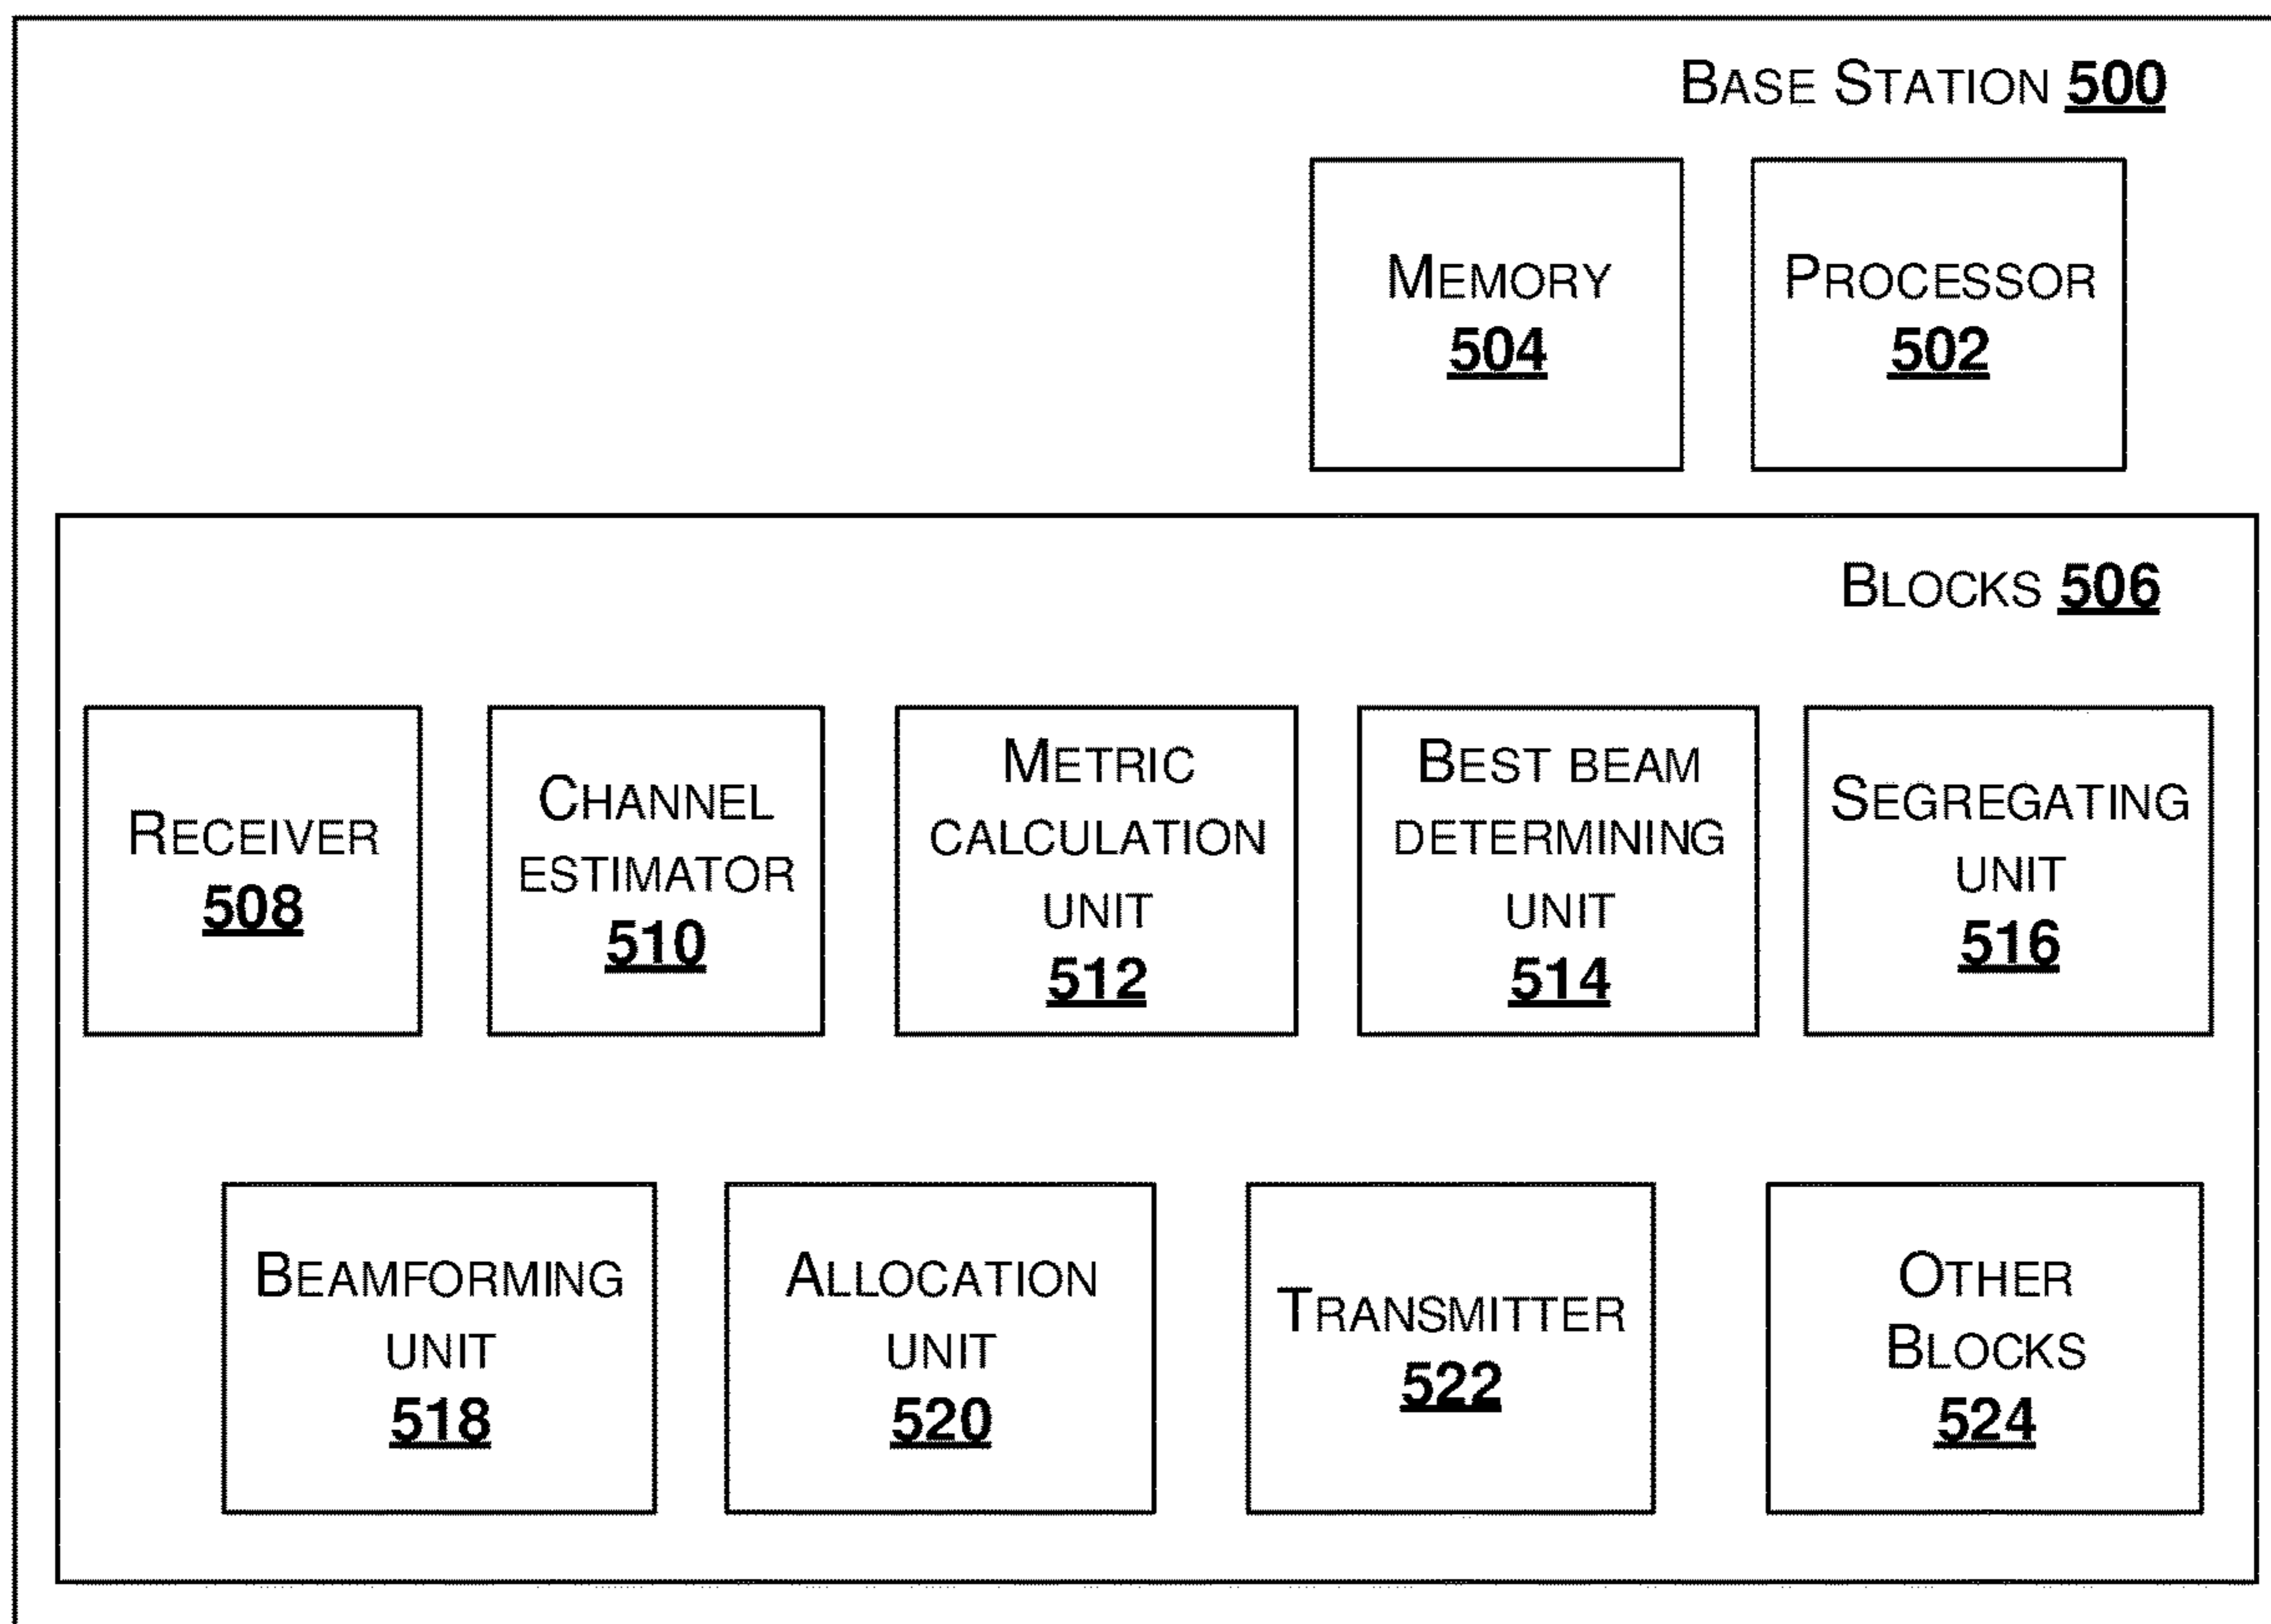 BASE STATION 500
MEMORY
504
PROCESSOR
502
BLOCKS 506
RECEIVER
508
CHANNEL
ESTIMATOR
510
METRIC
CALCULATION
UNIT
512
BEST BEAM
DETERMINING
UNIT
514
SEGREGATING
UNIT
516
BEAMFORMING
UNIT
518
ALLOCATION
UNIT
520
TRANSMITTER
522
OTHER
BLOCKS
524